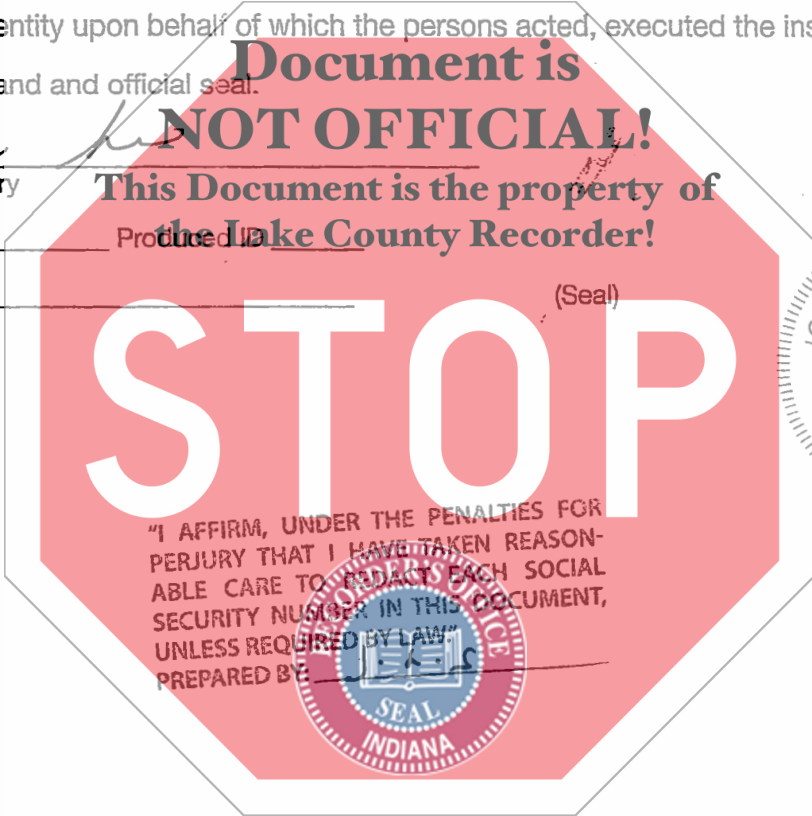 entity upon behalf of which the persons acted, executed the ins
and and official seal.
Document is
NOT OFFICIAL!
ry
This Document is the property of
the Lake County Recorder!
Produced ID
(Seal)
STOP
"I AFFIRM, UNDER THE PENALTIES FOR
PERJURY THAT I HAVE TAKEN REASON-
ABLE CARE TO REDACT EACH SOCIAL
SECURITY NUMBER IN THIS DOCUMENT,
UNLESS REQUIRED BY LAW."
PREPARED BY:
RECORDER'S OFFICE
SEAL
INDIANA